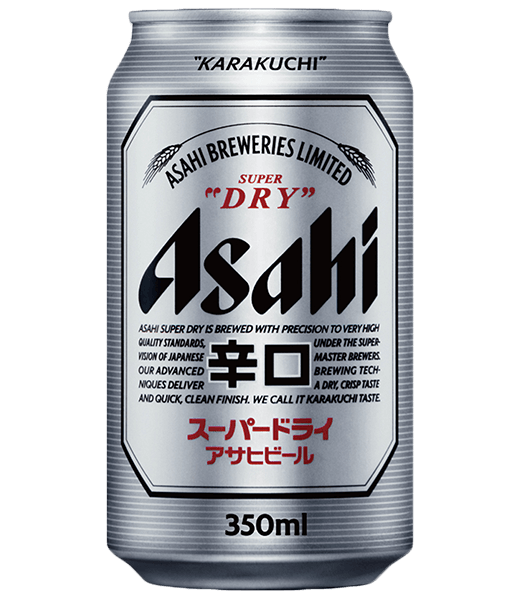 "KARAKUCHI"
ASAHI BREWERIES LIMITED
SUPER
"DRY"
Asahi
ASAHI SUPER DRY IS BREWED WITH PRECISION TO VERY HIGH
QUALITY STANDARDS, UNDER THE SUPER-
VISION OF JAPANESE MASTER BREWERS.
辛口
OUR ADVANCED BREWING TECH-
NIQUES DELIVER A DRY, CRISP TASTE
AND QUICK, CLEAN FINISH. WE CALL IT KARAKUCHI TASTE.
スーパードライ
アサヒビール
350ml